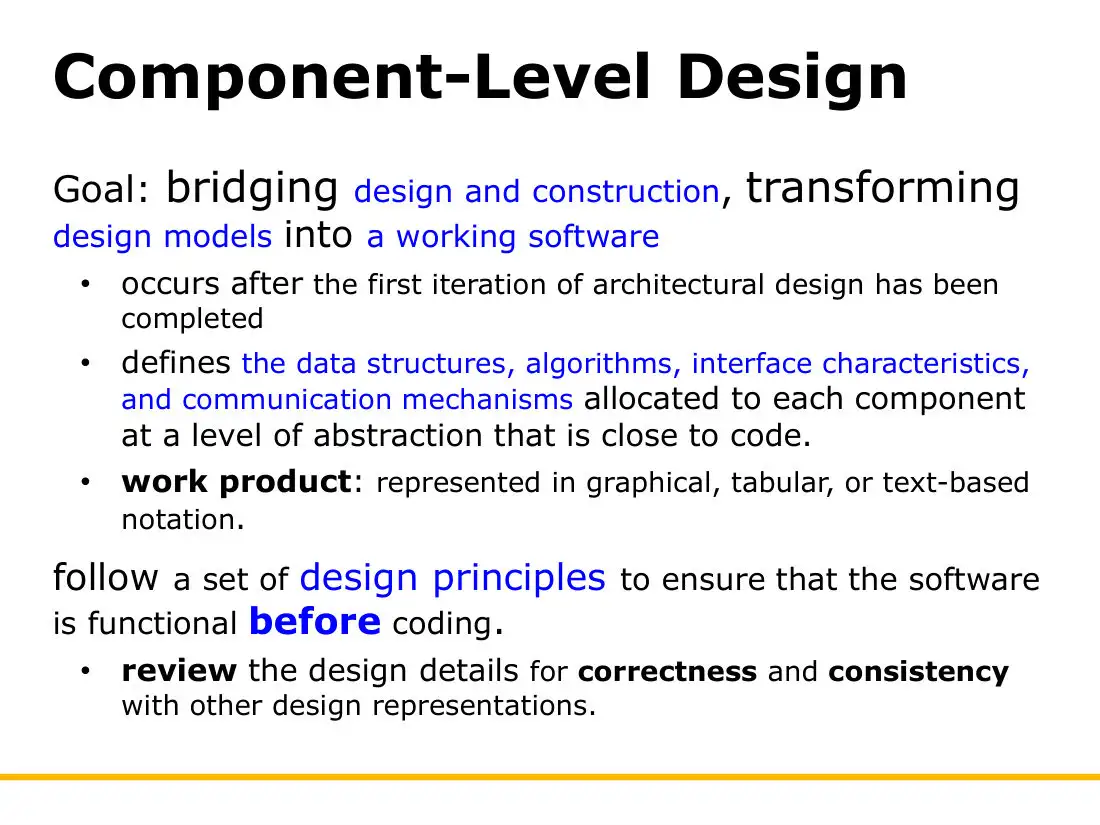 Component-Level Design
Goal: bridging design and construction, transforming
design models into a working software
• occurs after the first iteration of architectural design has been
completed
• defines the data structures, algorithms, interface characteristics,
and communication mechanisms allocated to each component
at a level of abstraction that is close to code.
• work product: represented in graphical, tabular, or text-based
notation.
follow a set of design principles to ensure that the software
is functional before coding.
• review the design details for correctness and consistency
with other design representations.